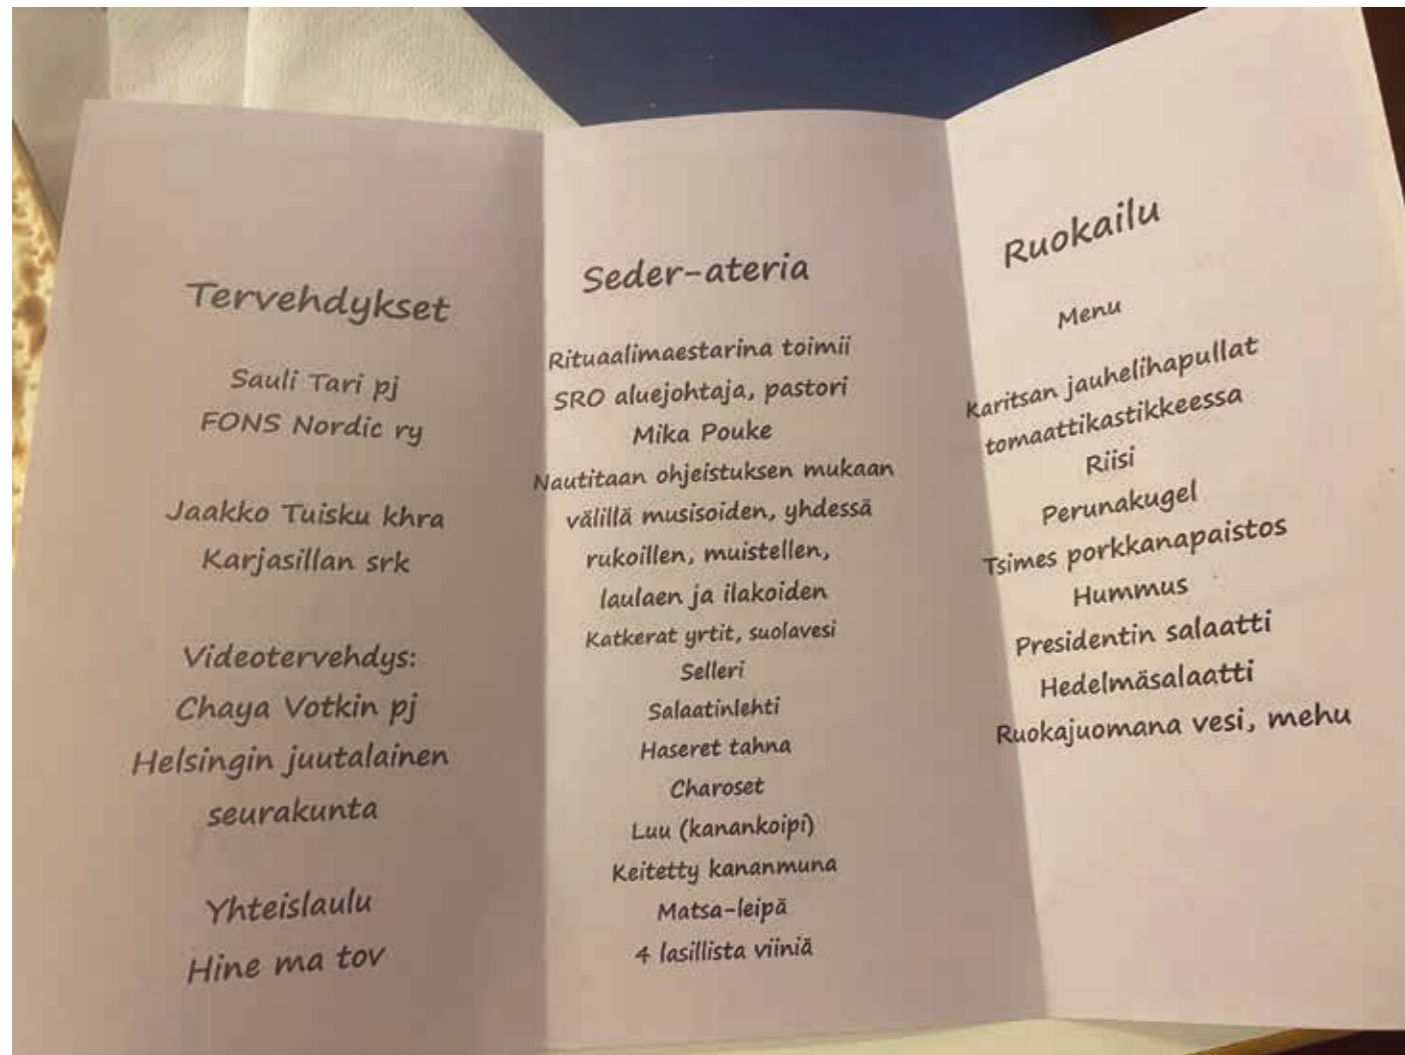 Tervehdykset
Sauli Tari pj
FONS Nordic ry
Jaakko Tuisku khra
Karjasillan srk
Videotervehdys:
Chaya Votkin pj
Helsingin juutalainen
seurakunta
Yhteislaulu
Hine ma tov
Seder-ateria
Rituaalimaestarina toimii
SRO aluejohtaja, pastori
Mika Pouke
Nautitaan ohjeistuksen mukaan
välillä musisoiden, yhdessä
rukoillen, muistellen,
laulaen ja ilakoiden
Katkerat yrtit, suolavesi
Selleri
Salaatinlehti
Haseret tahna
Charoset
Luu (kanankoipi)
Keitetty kananmuna
Matsa-leipä
4 lasillista viiniä
Ruokailu
Menu
Karitsan jauhelihapullat
tomaattikastikkeessa
Riisi
Perunakugel
Tsimes porkkanapaistos
Hummus
Presidentin salaatti
Hedelmäsalaatti
Ruokajuomana vesi, mehu